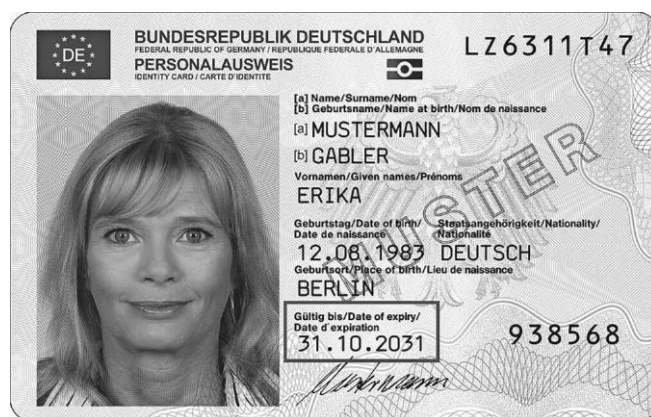 DE
BUNDESREPUBLIK DEUTSCHLAND
FEDERAL REPUBLIC OF GERMANY / REPUBLIQUE FEDERALE D'ALLEMAGNE
PERSONALAUSWEIS
IDENTITY CARD / CARTE D'IDENTITE
LZ6311T47
[a] Name/Surname/Nom
[b] Geburtsname/Name at birth/Nom de naissance
[a] MUSTERMANN
[b] GABLER
Vornamen/Given names/Prénoms
ERIKA
Geburtstag/Date of birth/
Date de naissance
Staatsangehörigkeit/Nationality/
Nationalité
12.08.1983 DEUTSCH
Geburtsort/Place of birth/Lieu de naissance
BERLIN
Gültig bis/Date of expiry/
Date d'expiration
31.10.2031
938568
Mustermann
MUSTER